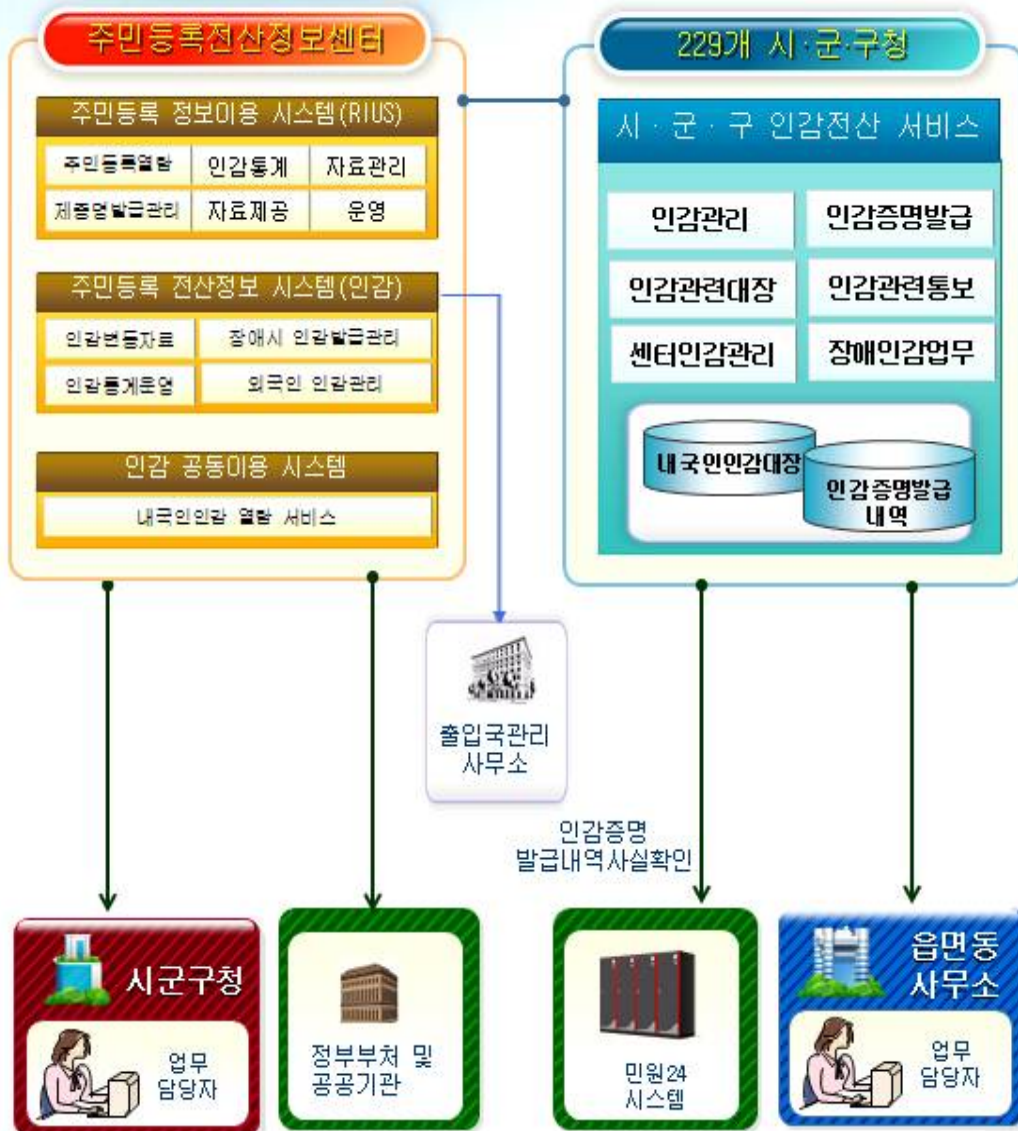 주민등록전산정보센터
229개 시·군·구청
주민등록 정보이용 시스템(RIUS)
주민등록열람 인감통계 자료관리
제증명발급관리 자료제공 운영
주민등록 전산정보 시스템(인감)
인감변동자료 장애시 인감발급관리
인감통계운영 외국인 인감관리
인감 공동이용 시스템
내국인인감 열람 서비스
시·군·구 인감전산 서비스
인감관리 인감증명발급
인감관련대장 인감관련통보
센터인감관리 장애인감업무
내국인인감대장
인감증명발급
내역
출입국관리
사무소
인감증명
발급내역사실확인
시군구청
업무
담당자
정부부처 및
공공기관
민원24
시스템
읍면동
사무소
업무
담당자